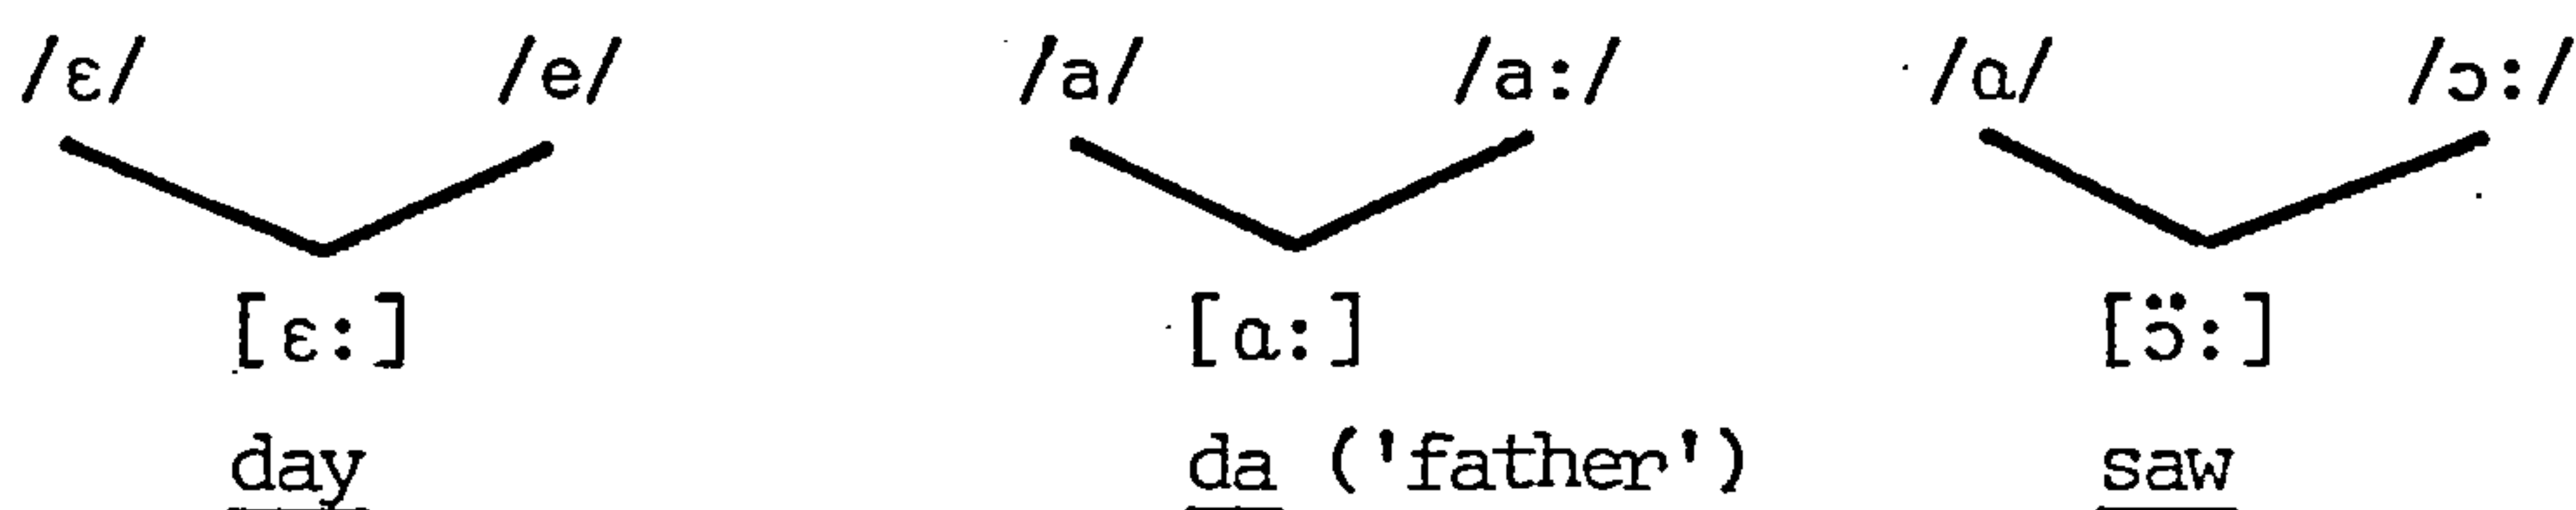 /ɛ/ /e/ /a/ /a:/ /ɑ/ /ɔ:/
[ɛ:] [ɑ:] [ɔ̈:]
day da ('father') saw